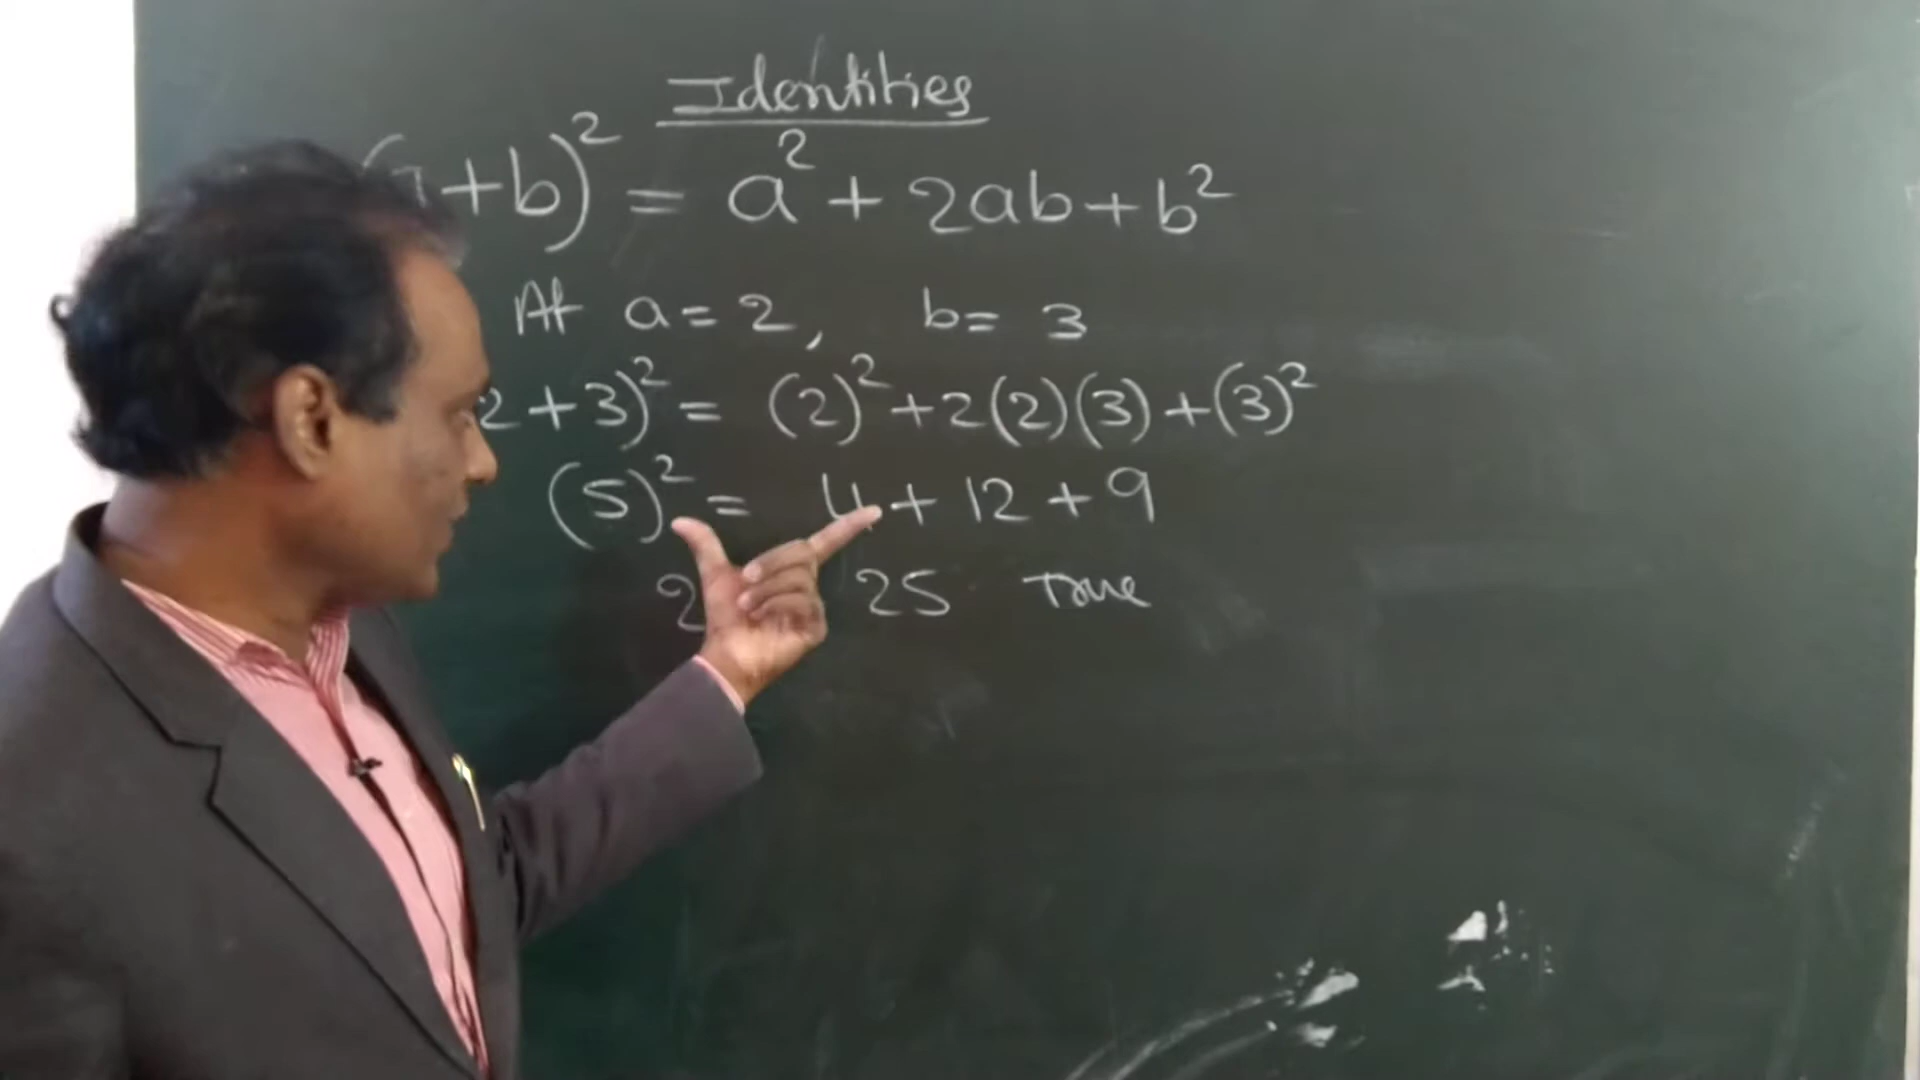 Identities
(a+b)² = a² + 2ab + b²
At a = 2, b = 3
2 + 3)² = (2)² + 2(2)(3) + (3)²
(5)² = 4 + 12 + 9
2 25 True